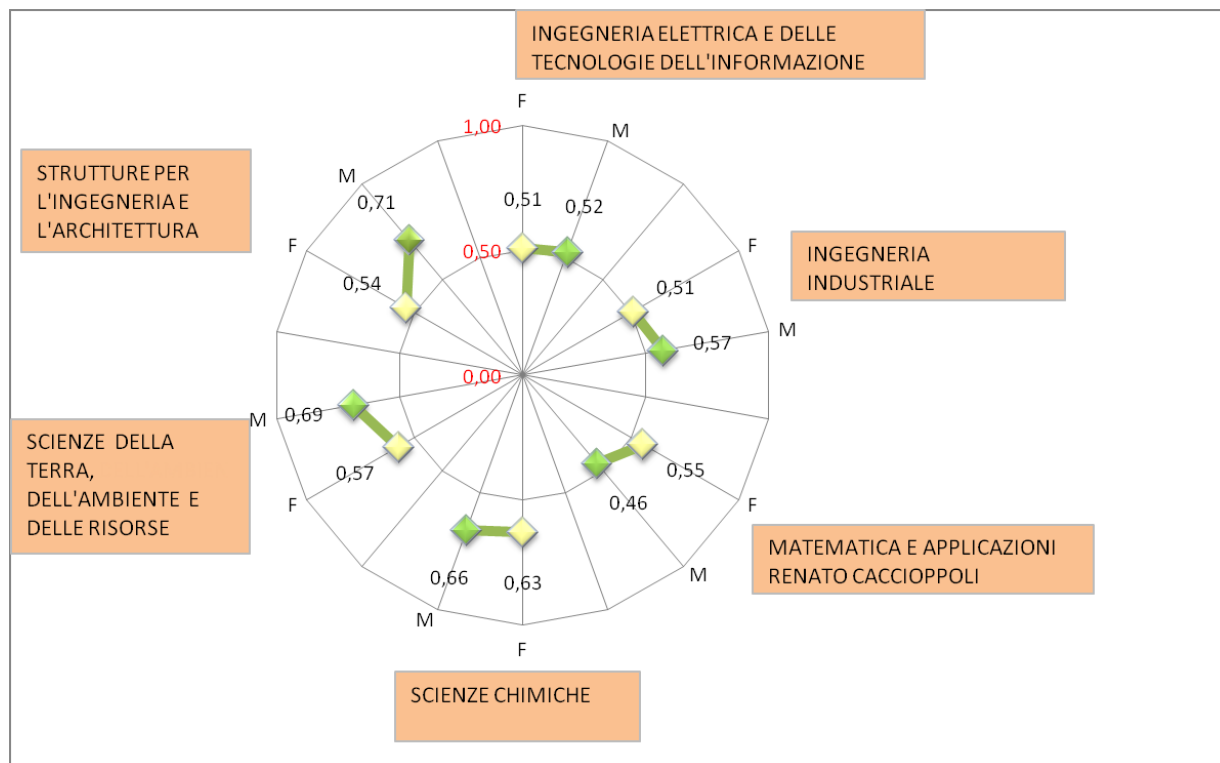 INGEGNERIA ELETTRICA E DELLE
TECNOLOGIE DELL'INFORMAZIONE
F
1,00
M
STRUTTURE PER
L'INGEGNERIA E
L'ARCHITETTURA
M
0,71
0,51
0,52
F
F
0,50
INGEGNERIA
INDUSTRIALE
0,54
0,51
M
0,57
0,00
M
0,69
SCIENZE DELLA
TERRA,
DELL'AMBIENTE E
DELLE RISORSE
0,57
F
0,55
F
0,46
MATEMATICA E APPLICAZIONI
RENATO CACCIOPPOLI
M
0,66
0,63
M
F
SCIENZE CHIMICHE